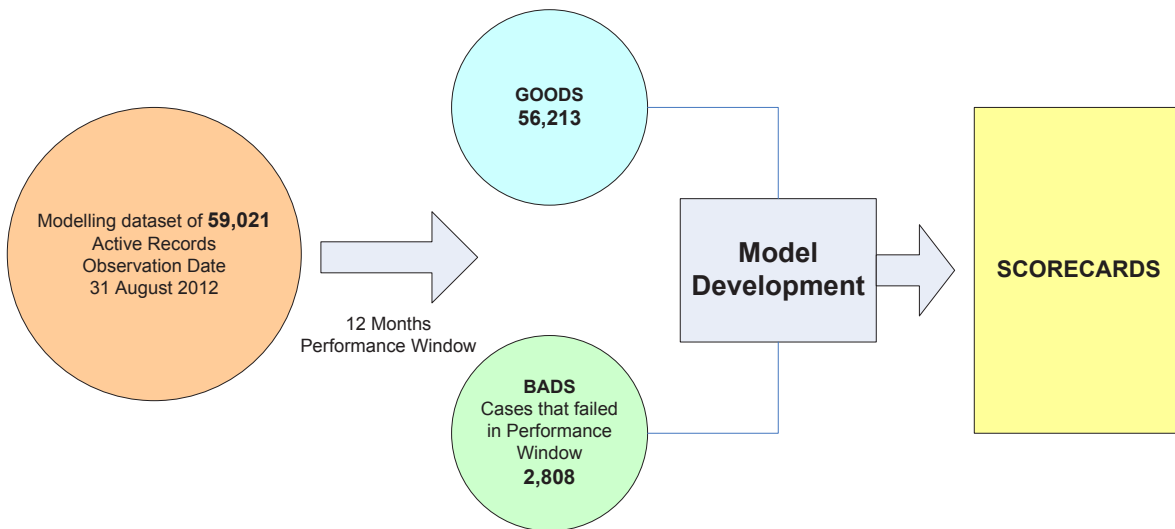 Modelling dataset of 59,021
Active Records
Observation Date
31 August 2012
12 Months
Performance Window
GOODS
56,213
BADS
Cases that failed
in Performance
Window
2,808
Model
Development
SCORECARDS